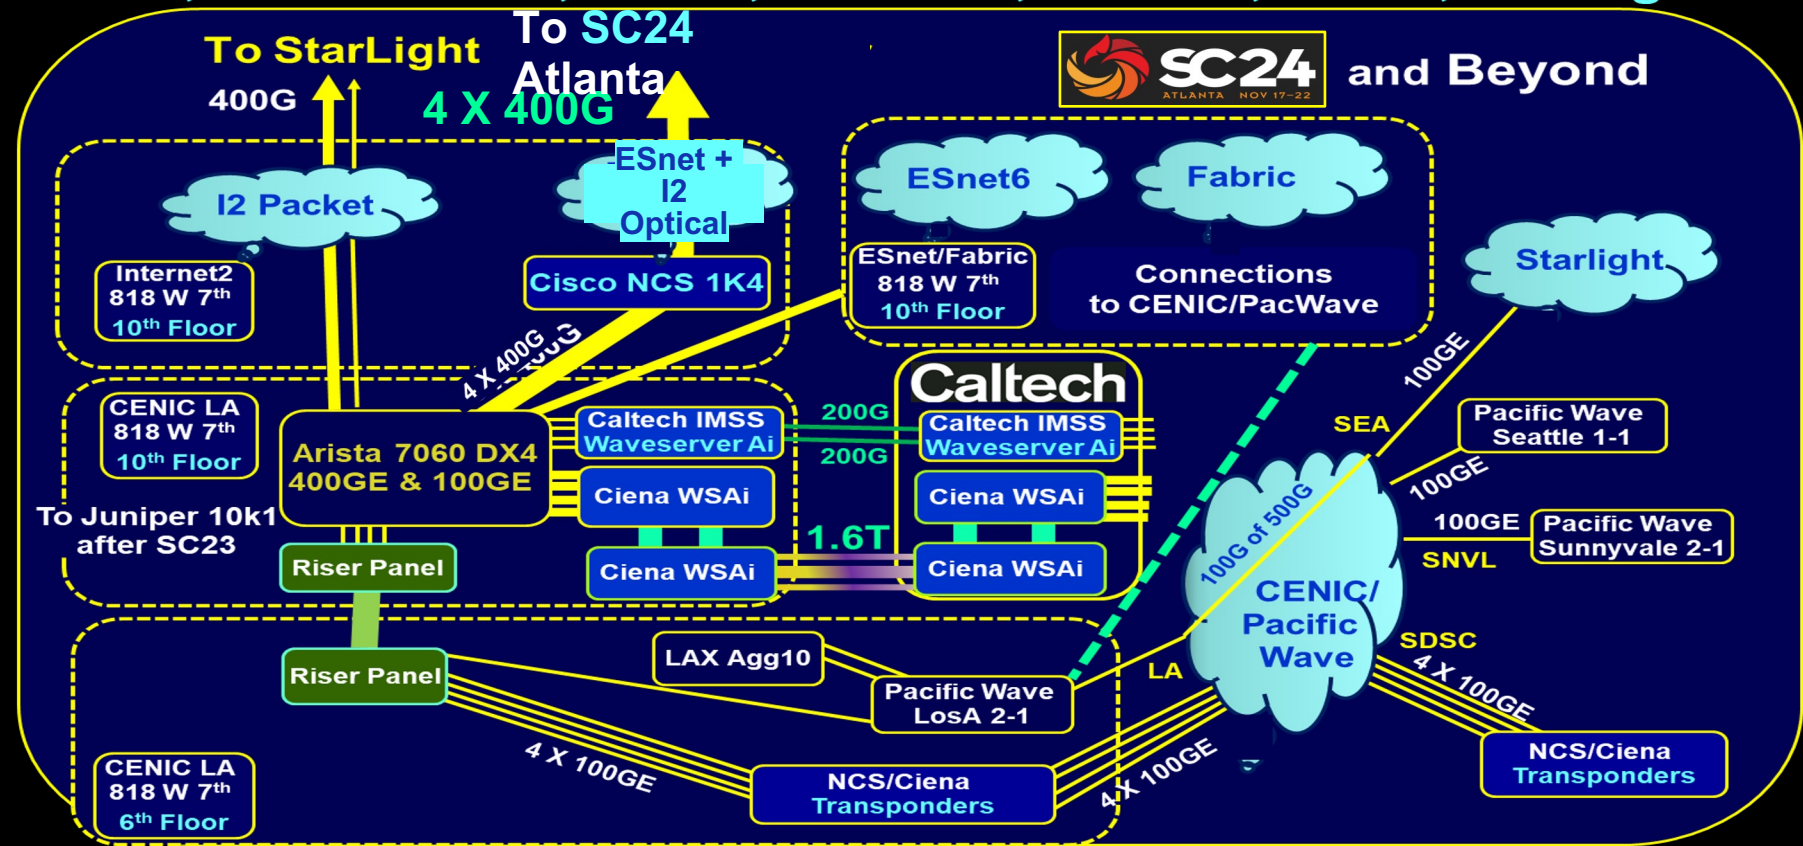 To StarLight
400G
To SC24
Atlanta
4 X 400G
SC24
ATLANTA NOV 17-22
and Beyond
I2 Packet
ESnet +
I2
Optical
ESnet6
Fabric
Starlight
Internet2
818 W 7th
10th Floor
Cisco NCS 1K4
ESnet/Fabric
818 W 7th
10th Floor
Connections
to CENIC/PacWave
4 X 400G
100GE
CENIC LA
818 W 7th
10th Floor
Arista 7060 DX4
400GE & 100GE
Caltech IMSS
Waveserver Ai
200G
200G
Caltech
Caltech IMSS
Waveserver Ai
Ciena WSAi
Ciena WSAi
1.6T
Ciena WSAi
Ciena WSAi
To Juniper 10k1
after SC23
Riser Panel
SEA
Pacific Wave
Seattle 1-1
100GE
100G of 500G
100GE
SNVL
Pacific Wave
Sunnyvale 2-1
CENIC/
Pacific
Wave
SDSC
4 X 100GE
LA
Riser Panel
LAX Agg10
Pacific Wave
LosA 2-1
4 X 100GE
4 X 100GE
NCS/Ciena
Transponders
NCS/Ciena
Transponders
CENIC LA
818 W 7th
6th Floor